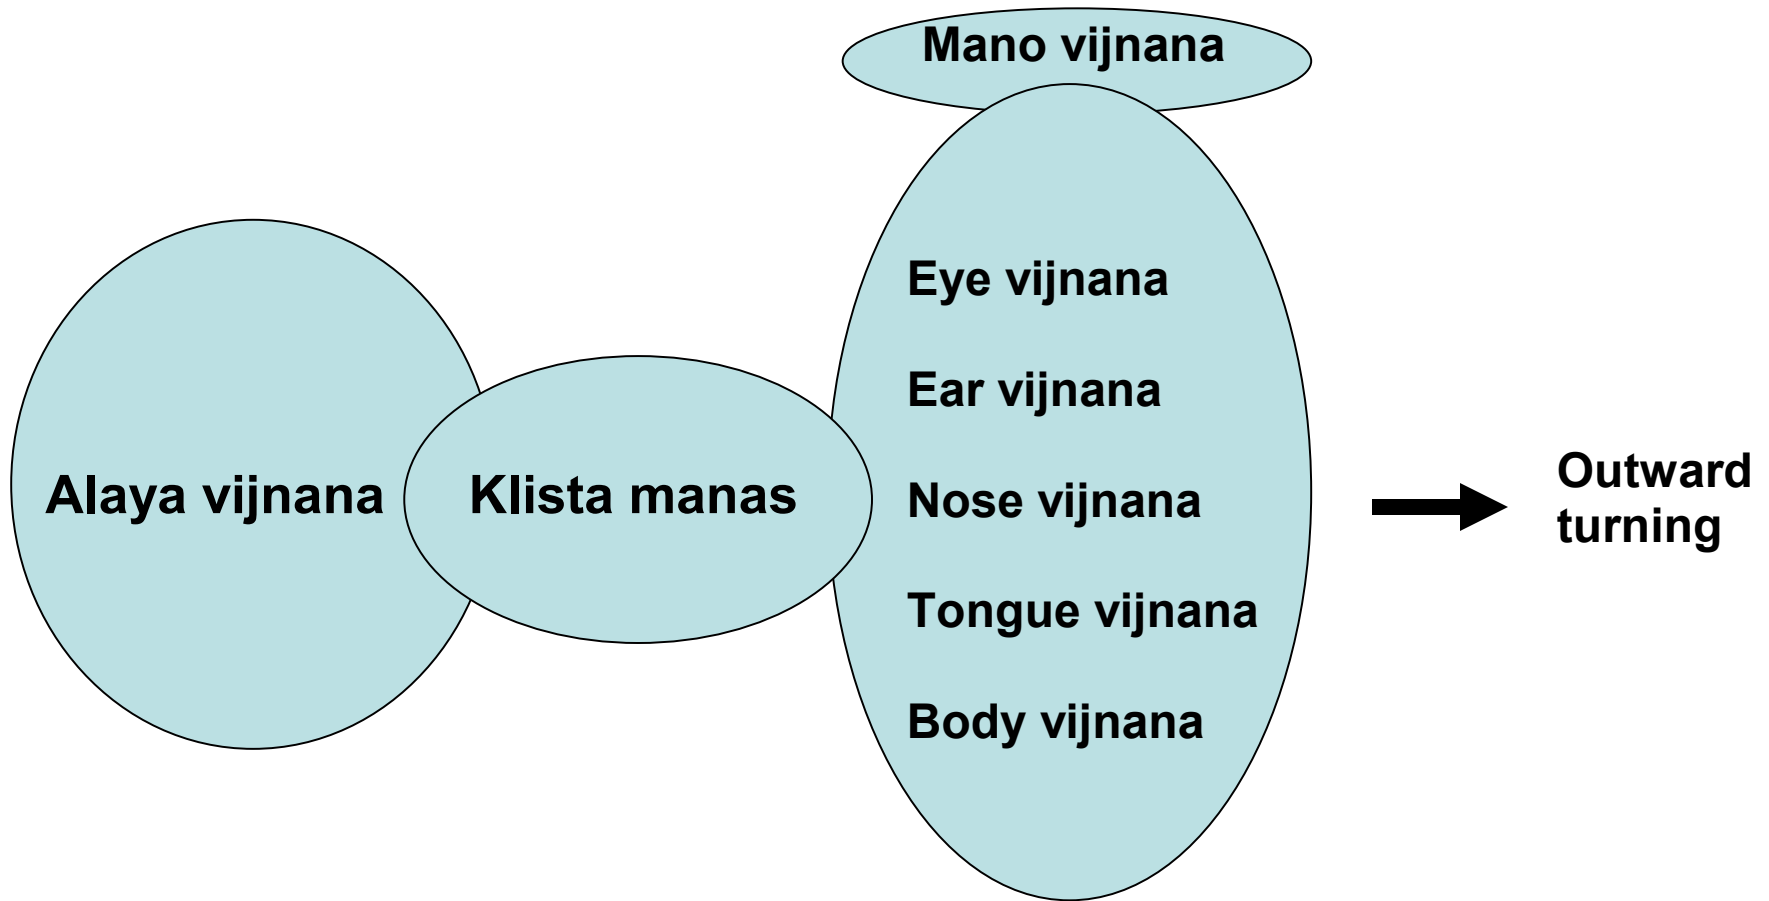 Mano vijnana
Eye vijnana
Ear vijnana
Nose vijnana
Tongue vijnana
Body vijnana
Alaya vijnana
Klista manas
Outward
turning